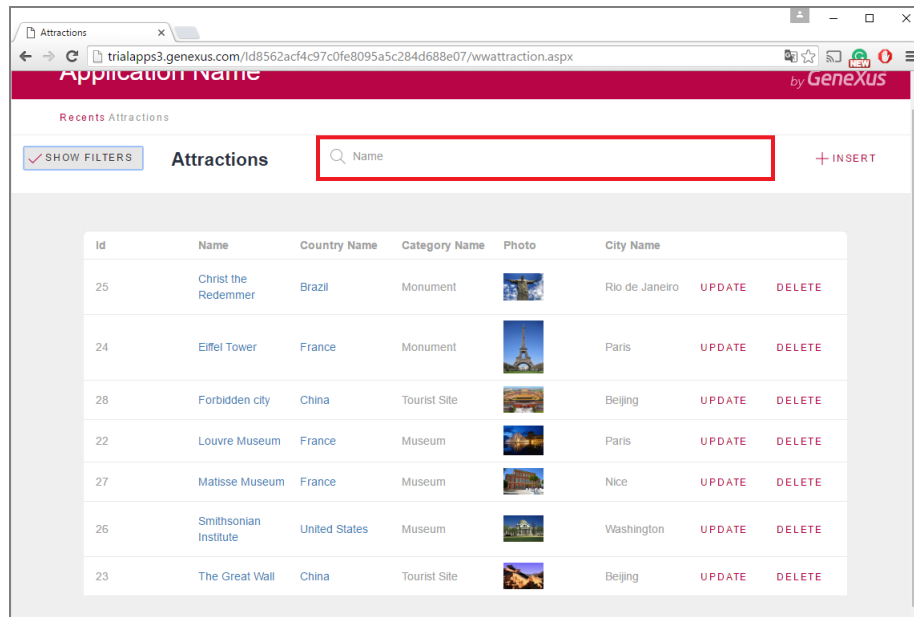 Attractions
trialapps3.genexus.com/Id8562acf4c97c0fe8095a5c284d688e07/wwattraction.aspx
NEW
Application Name
by GeneXus
Recents Attractions
SHOW FILTERS Attractions Name INSERT
Id Name Country Name Category Name Photo City Name
25 Christ the Redemmer Brazil Monument Rio de Janeiro UPDATE DELETE
24 Eiffel Tower France Monument Paris UPDATE DELETE
28 Forbidden city China Tourist Site Beijing UPDATE DELETE
22 Louvre Museum France Museum Paris UPDATE DELETE
27 Matisse Museum France Museum Nice UPDATE DELETE
26 Smithsonian Institute United States Museum Washington UPDATE DELETE
23 The Great Wall China Tourist Site Beijing UPDATE DELETE